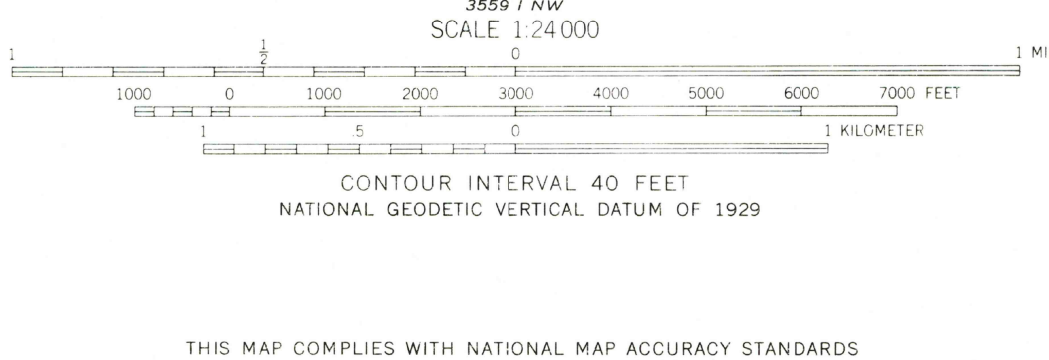 3559 I NW
SCALE 1:24 000
1 1/2 0 1 MI
1000 0 1000 2000 3000 4000 5000 6000 7000 FEET
1 .5 0 1 KILOMETER
CONTOUR INTERVAL 40 FEET
NATIONAL GEODETIC VERTICAL DATUM OF 1929
THIS MAP COMPLIES WITH NATIONAL MAP ACCURACY STANDARDS